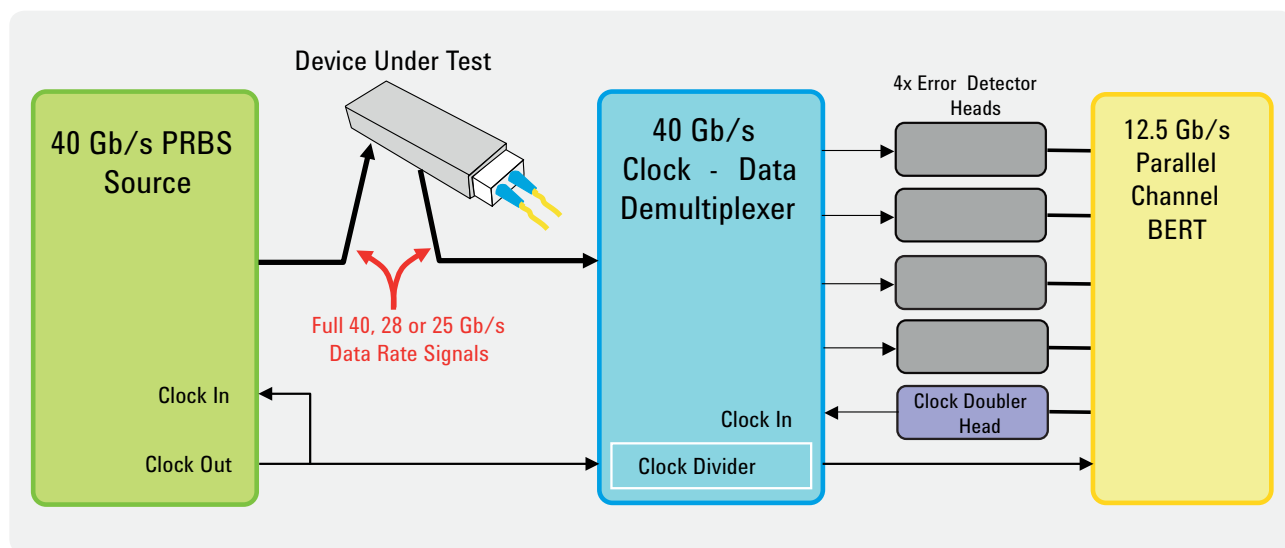 Device Under Test
40 Gb/s PRBS
Source
Full 40, 28 or 25 Gb/s
Data Rate Signals
Clock In
Clock Out
40 Gb/s
Clock - Data
Demultiplexer
Clock In
Clock Divider
4x Error Detector
Heads
Clock Doubler
Head
12.5 Gb/s
Parallel
Channel
BERT